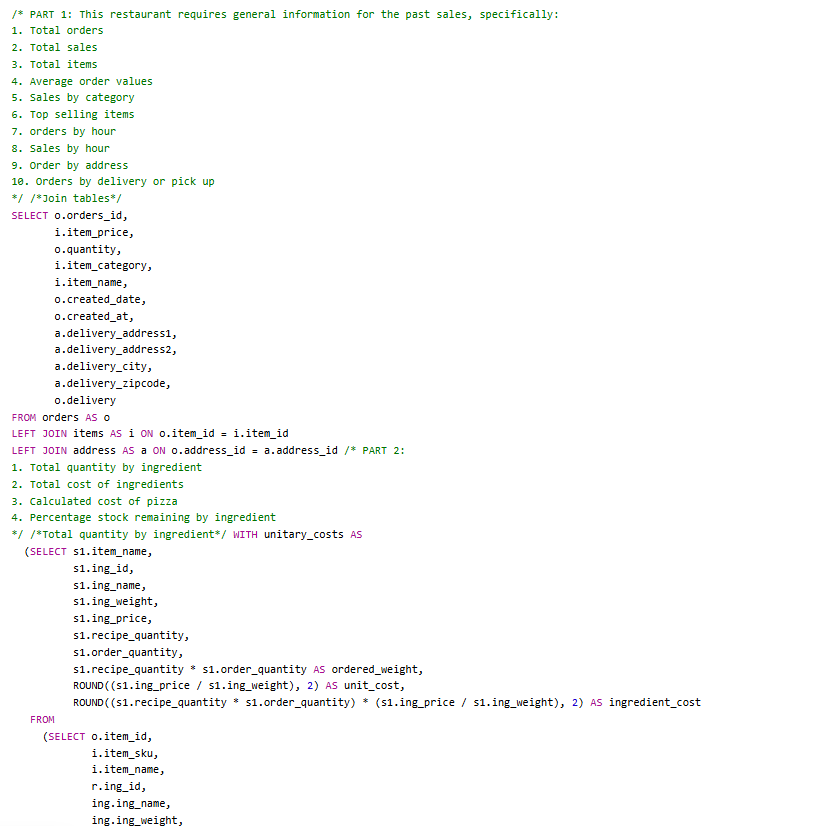 /* PART 1: This restaurant requires general information for the past sales, specifically:
1. Total orders
2. Total sales
3. Total items
4. Average order values
5. Sales by category
6. Top selling items
7. orders by hour
8. Sales by hour
9. Order by address
10. Orders by delivery or pick up
*/ /*Join tables*/
SELECT o.orders_id,
       i.item_price,
       o.quantity,
       i.item_category,
       i.item_name,
       o.created_date,
       o.created_at,
       a.delivery_address1,
       a.delivery_address2,
       a.delivery_city,
       a.delivery_zipcode,
       o.delivery
FROM orders AS o
LEFT JOIN items AS i ON o.item_id = i.item_id
LEFT JOIN address AS a ON o.address_id = a.address_id /* PART 2:
1. Total quantity by ingredient
2. Total cost of ingredients
3. Calculated cost of pizza
4. Percentage stock remaining by ingredient
*/ /*Total quantity by ingredient*/ WITH unitary_costs AS
  (SELECT s1.item_name,
          s1.ing_id,
          s1.ing_name,
          s1.ing_weight,
          s1.ing_price,
          s1.recipe_quantity,
          s1.order_quantity,
          s1.recipe_quantity * s1.order_quantity AS ordered_weight,
          ROUND((s1.ing_price / s1.ing_weight), 2) AS unit_cost,
          ROUND((s1.recipe_quantity * s1.order_quantity) * (s1.ing_price / s1.ing_weight), 2) AS ingredient_cost
   FROM
     (SELECT o.item_id,
             i.item_sku,
             i.item_name,
             r.ing_id,
             ing.ing_name,
             ing.ing_weight,